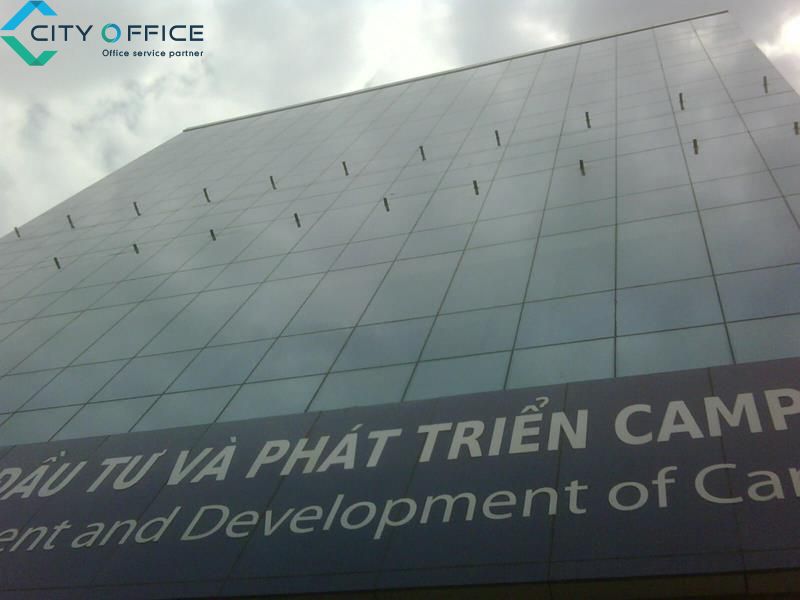 CITY OFFICE
Office service partner
ĐẦU TƯ VÀ PHÁT TRIỂN CAMP
ent and Development of Ca